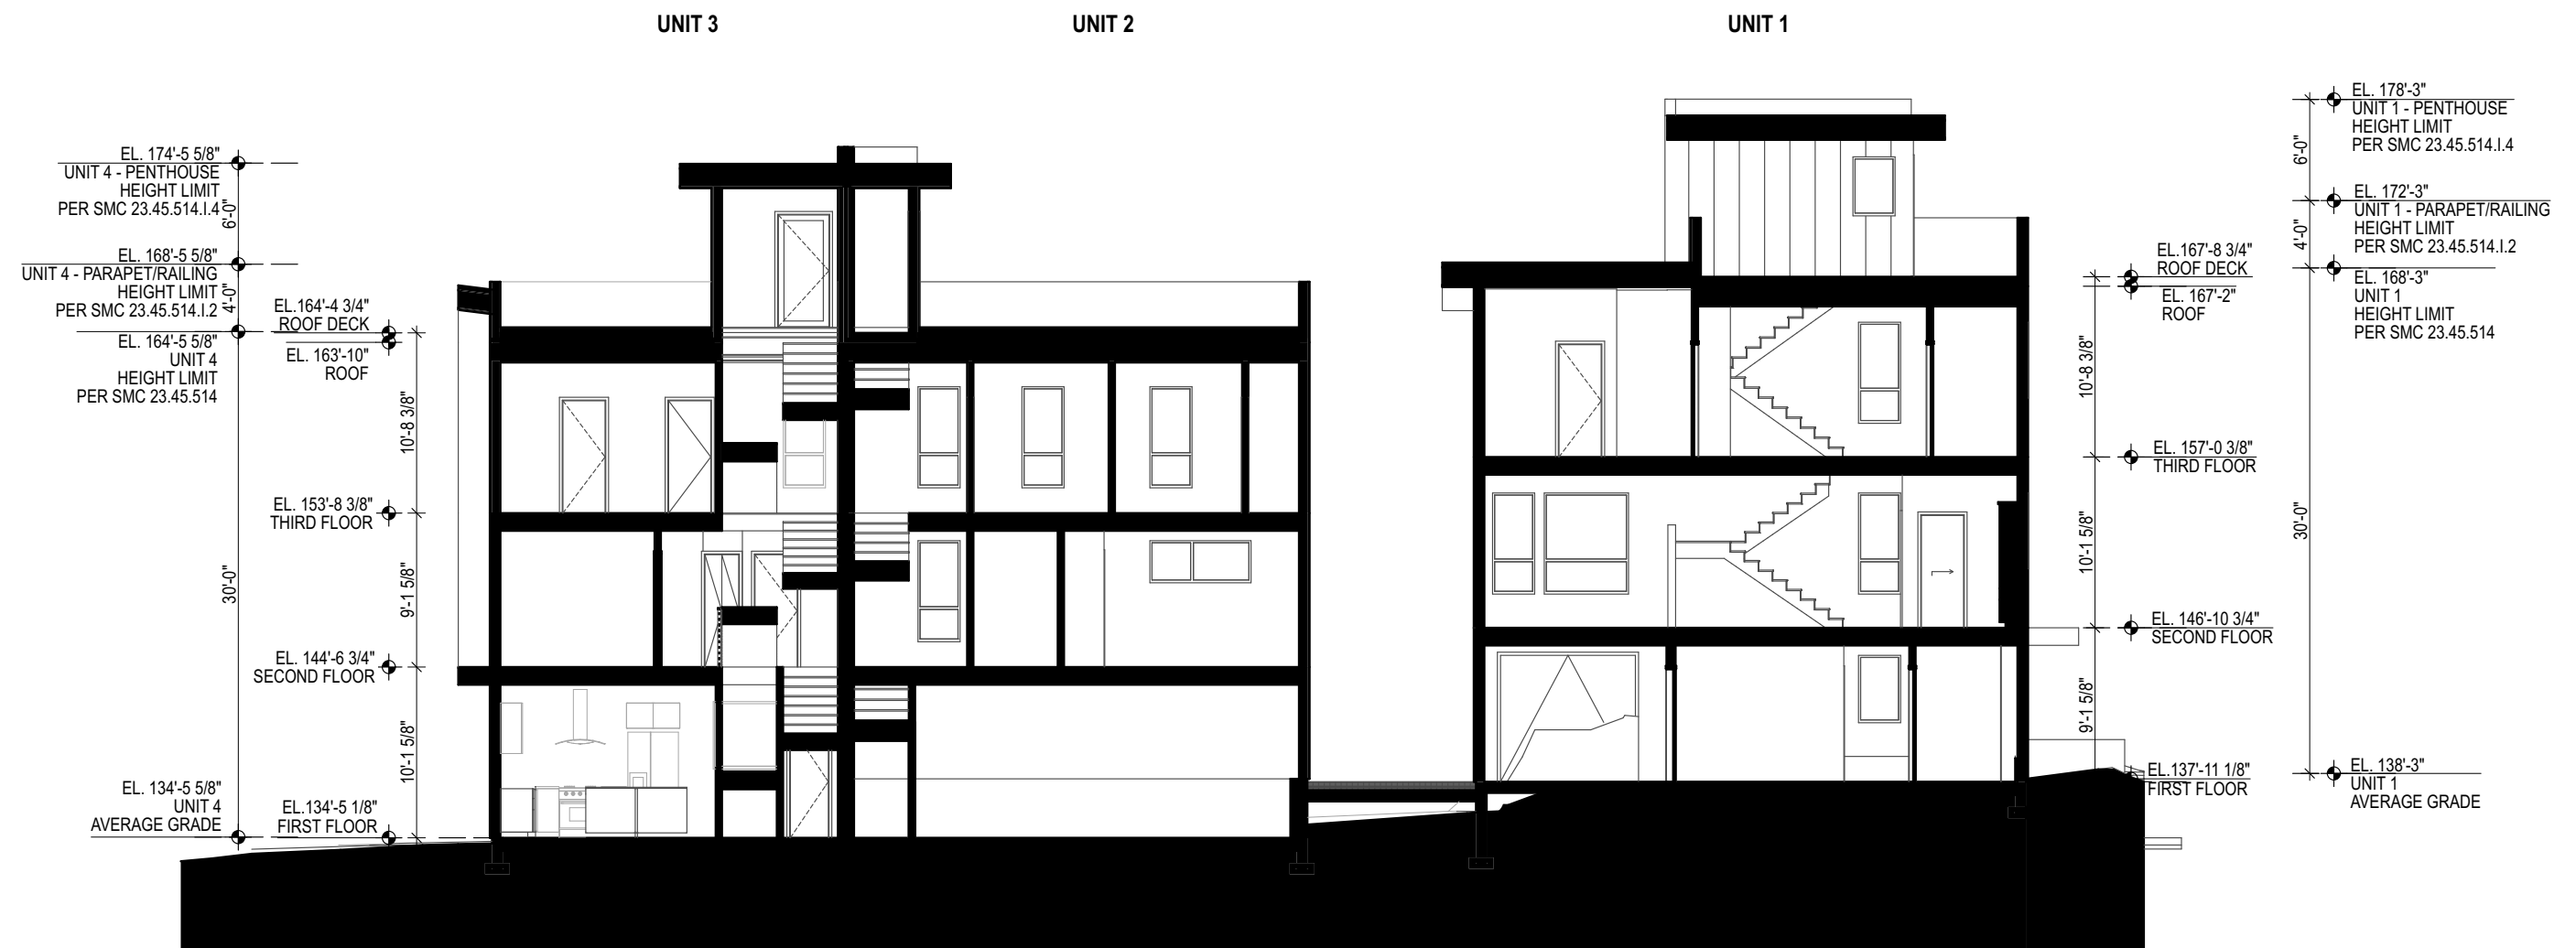 UNIT 3
UNIT 2
UNIT 1
EL. 174'-5 5/8"
UNIT 4 - PENTHOUSE
HEIGHT LIMIT
PER SMC 23.45.514.I.4
6'-0"
EL. 168'-5 5/8"
UNIT 4 - PARAPET/RAILING
HEIGHT LIMIT
PER SMC 23.45.514.I.2
4'-0"
EL. 164'-5 5/8"
UNIT 4
HEIGHT LIMIT
PER SMC 23.45.514
30'-0"
EL. 134'-5 5/8"
UNIT 4
AVERAGE GRADE
EL.164'-4 3/4"
ROOF DECK
EL. 163'-10"
ROOF
10'-8 3/8"
EL. 153'-8 3/8"
THIRD FLOOR
9'-1 5/8"
EL. 144'-6 3/4"
SECOND FLOOR
10'-1 5/8"
EL.134'-5 1/8"
FIRST FLOOR
EL.167'-8 3/4"
ROOF DECK
EL. 167'-2"
ROOF
10'-8 3/8"
EL. 157'-0 3/8"
THIRD FLOOR
10'-1 5/8"
EL. 146'-10 3/4"
SECOND FLOOR
9'-1 5/8"
EL.137'-11 1/8"
FIRST FLOOR
EL. 178'-3"
UNIT 1 - PENTHOUSE
HEIGHT LIMIT
PER SMC 23.45.514.I.4
6'-0"
EL. 172'-3"
UNIT 1 - PARAPET/RAILING
HEIGHT LIMIT
PER SMC 23.45.514.I.2
4'-0"
EL. 168'-3"
UNIT 1
HEIGHT LIMIT
PER SMC 23.45.514
30'-0"
EL. 138'-3"
UNIT 1
AVERAGE GRADE